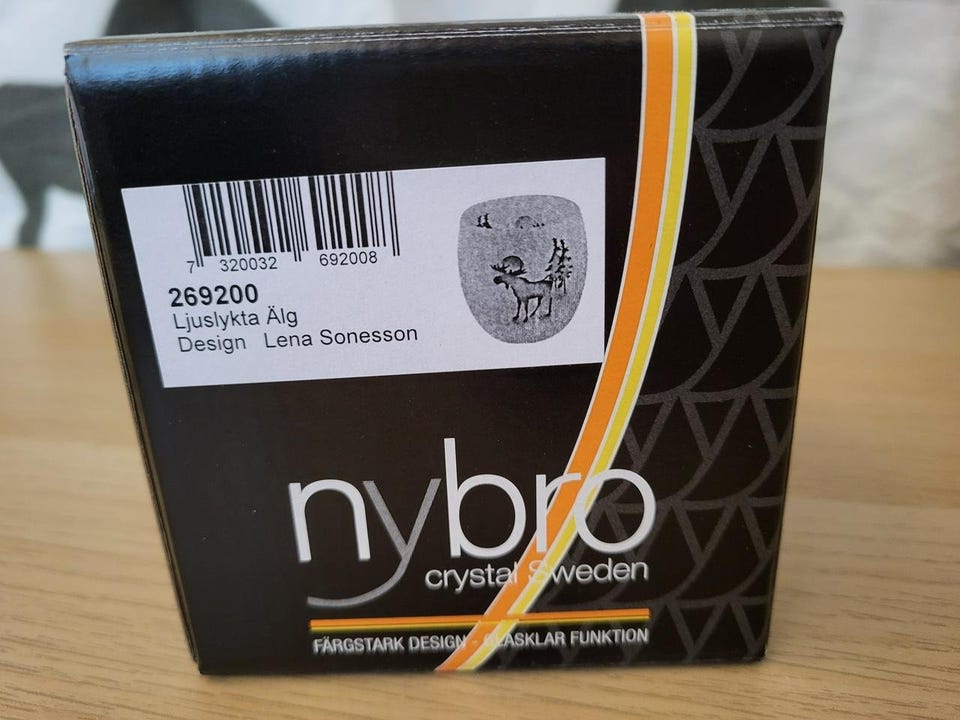 7 320032 692008
269200
Ljuslykta Älg
Design Lena Sonesson
nybro
crystal Sweden
FÄRGSTARK DESIGN - GLASKLAR FUNKTION